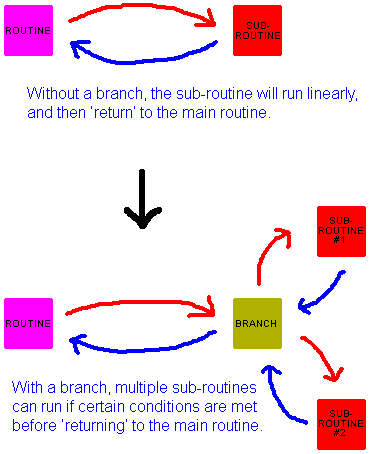 ROUTINE
SUB-
ROUTINE
Without a branch, the sub-routine will run linearly,
and then 'return' to the main routine.
SUB-
ROUTINE
#1
ROUTINE
BRANCH
With a branch, multiple sub-routines
can run if certain conditions are met
before 'returning' to the main routine.
SUB-
ROUTINE
#2